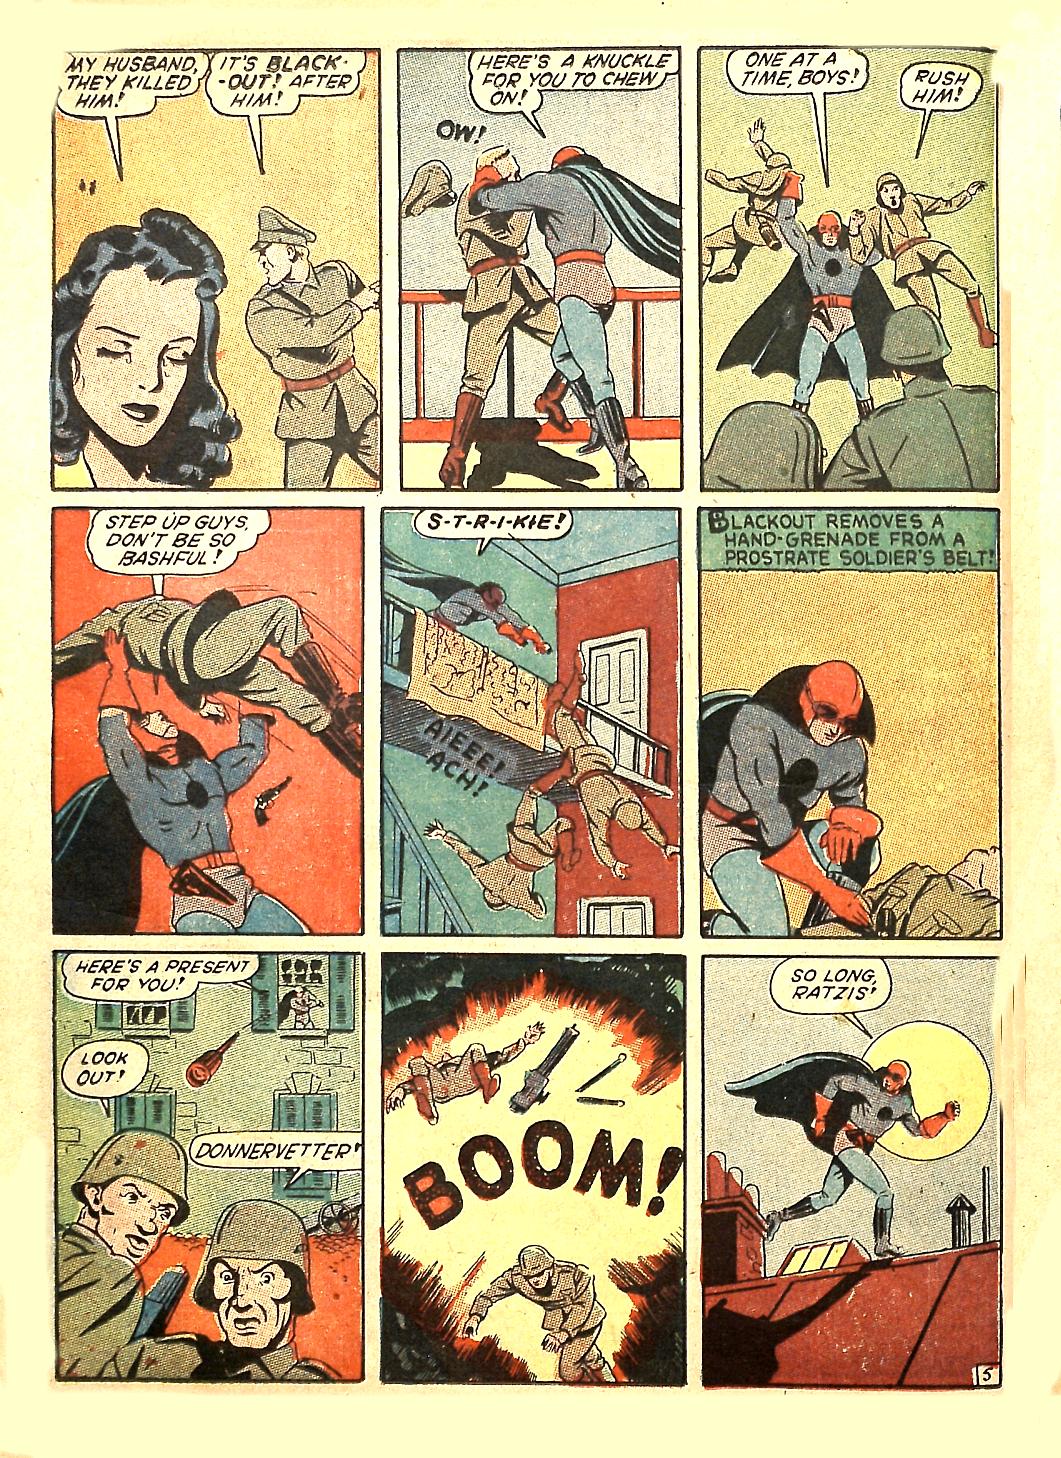 MY HUSBAND,
THEY KILLED
HIM!
IT'S BLACK-
-OUT! AFTER
HIM!
HERE'S A KNUCKLE
FOR YOU TO CHEW
ON!
OW!
ONE AT A
TIME, BOYS!
RUSH
HIM!
STEP UP GUYS,
DON'T BE SO
BASHFUL!
S-T-R-I-K-E!
AIEEE!
ACH!
BLACKOUT REMOVES A
HAND-GRENADE FROM A
PROSTRATE SOLDIER'S BELT!
HERE'S A PRESENT
FOR YOU!
LOOK
OUT!
DONNERVETTER!
BOOM!
SO LONG,
RATZIS!
5